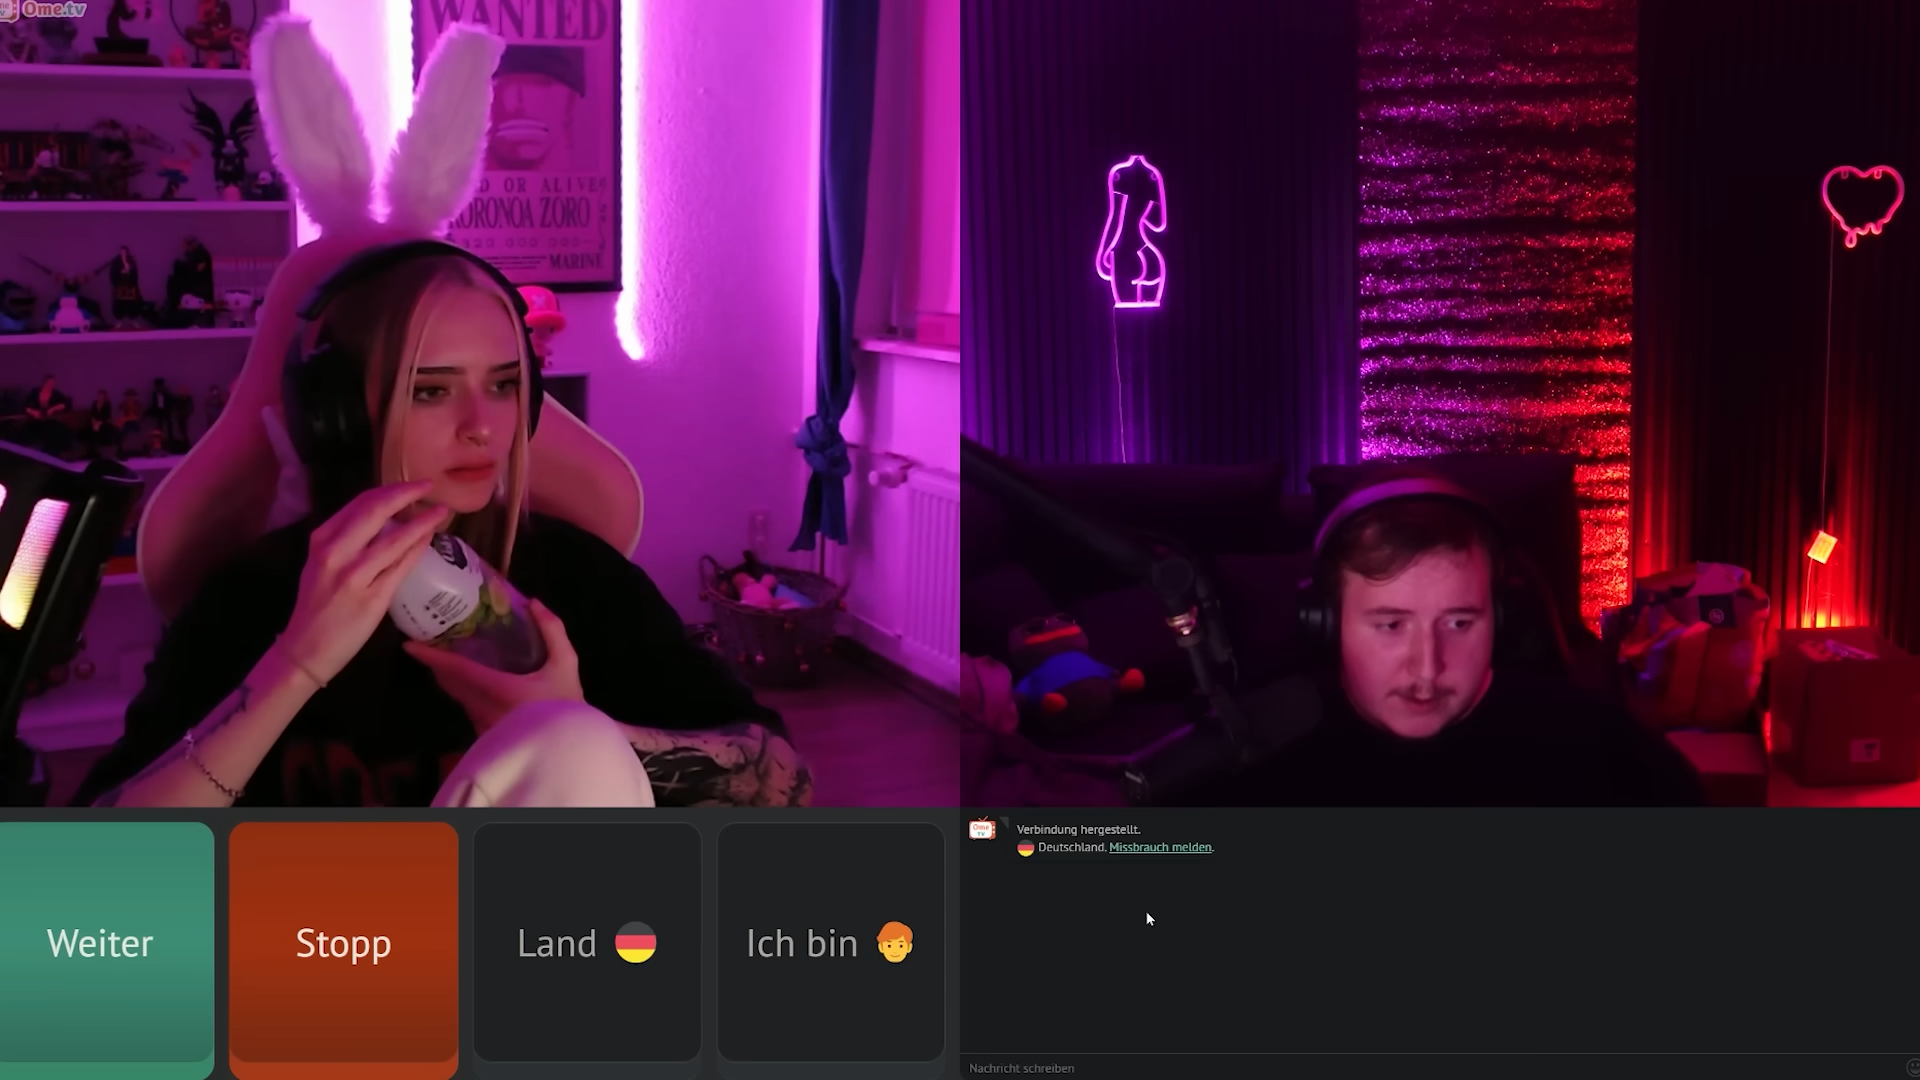 Ome.tv
WANTED
D OR ALIVE
RORONOA ZORO
MARINE
Verbindung hergestellt.
Deutschland. Missbrauch melden.
Weiter
Stopp
Land
Ich bin
Nachricht schreiben